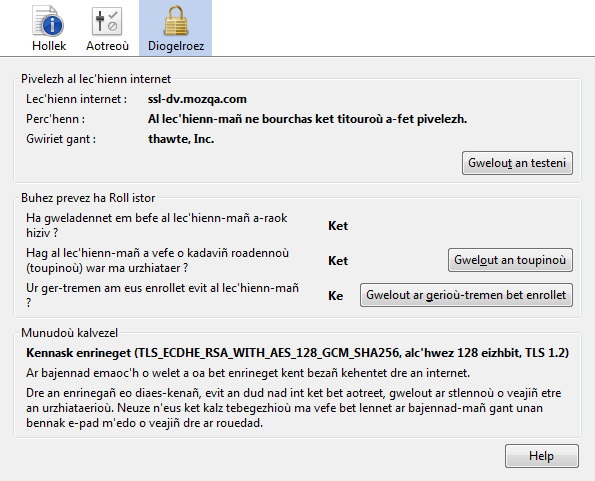 Hollek
Aotreoù
Diogelroez
Pivelezh al lec'hienn internet
Lec'hienn internet : ssl-dv.mozqa.com
Perc'henn : Al lec'hienn-mañ ne bourchas ket titouroù a-fet pivelezh.
Gwiriet gant : thawte, Inc.
Gwelout an testeni
Buhez prevez ha Roll istor
Ha gweladennet em befe al lec'hienn-mañ a-raok
hiziv ?
Ket
Hag al lec'hienn-mañ a vefe o kadaviñ roadennoù
(toupinoù) war ma urzhiataer ?
Ket
Gwelout an toupinoù
Ur ger-tremen am eus enrollet evit al lec'hienn-mañ
?
Ke
Gwelout ar gerioù-tremen bet enrollet
Munudoù kalvezel
Kennask enrineget (TLS_ECDHE_RSA_WITH_AES_128_GCM_SHA256, alc'hwez 128 eizhbit, TLS 1.2)
Ar bajennad emaoc'h o welet a oa bet enrineget kent bezañ kehentet dre an internet.
Dre an enrinegañ eo diaes-kenañ, evit an dud nad int ket bet aotreet, gwelout ar stlennoù o veajiñ etre
an urzhiataerioù. Neuze n'eus ket kalz tebegezhioù ma vefe bet lennet ar bajennad-mañ gant unan
bennak e-pad m'edo o veajiñ dre ar rouedad.
Help